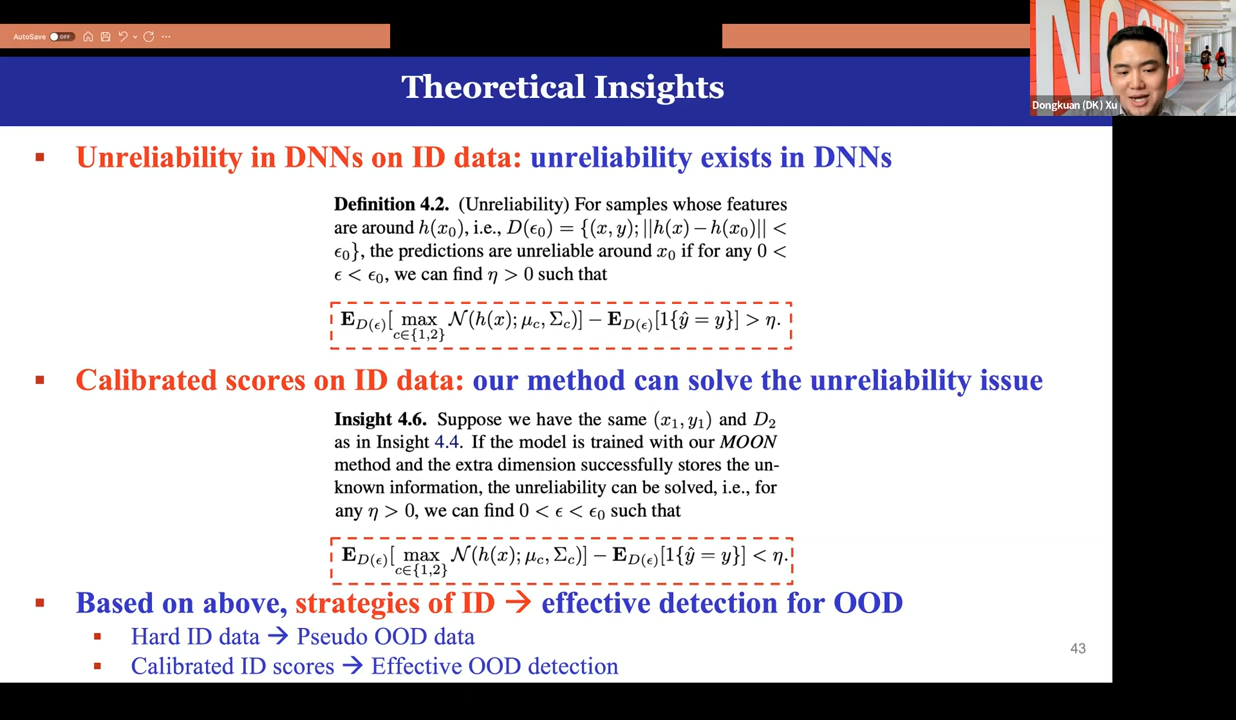 AutoSave OFF
Theoretical Insights
Dongkuan (DK) Xu
▪ Unreliability in DNNs on ID data: unreliability exists in DNNs
Definition 4.2. (Unreliability) For samples whose features
are around h(x₀), i.e., D(ϵ₀) = {(x, y); ||h(x) − h(x₀)|| <
ϵ₀}, the predictions are unreliable around x₀ if for any 0 <
ϵ < ϵ₀, we can find η > 0 such that
E_{D(ϵ)}[ max_{c∈{1,2}} 𝒩(h(x); μ_c, Σ_c)] − E_{D(ϵ)}[1{ŷ = y}] > η.
▪ Calibrated scores on ID data: our method can solve the unreliability issue
Insight 4.6. Suppose we have the same (x₁, y₁) and D₂
as in Insight 4.4. If the model is trained with our MOON
method and the extra dimension successfully stores the un-
known information, the unreliability can be solved, i.e., for
any η > 0, we can find 0 < ϵ < ϵ₀ such that
E_{D(ϵ)}[ max_{c∈{1,2}} 𝒩(h(x); μ_c, Σ_c)] − E_{D(ϵ)}[1{ŷ = y}] < η.
▪ Based on above, strategies of ID → effective detection for OOD
▪ Hard ID data → Pseudo OOD data
▪ Calibrated ID scores → Effective OOD detection
43